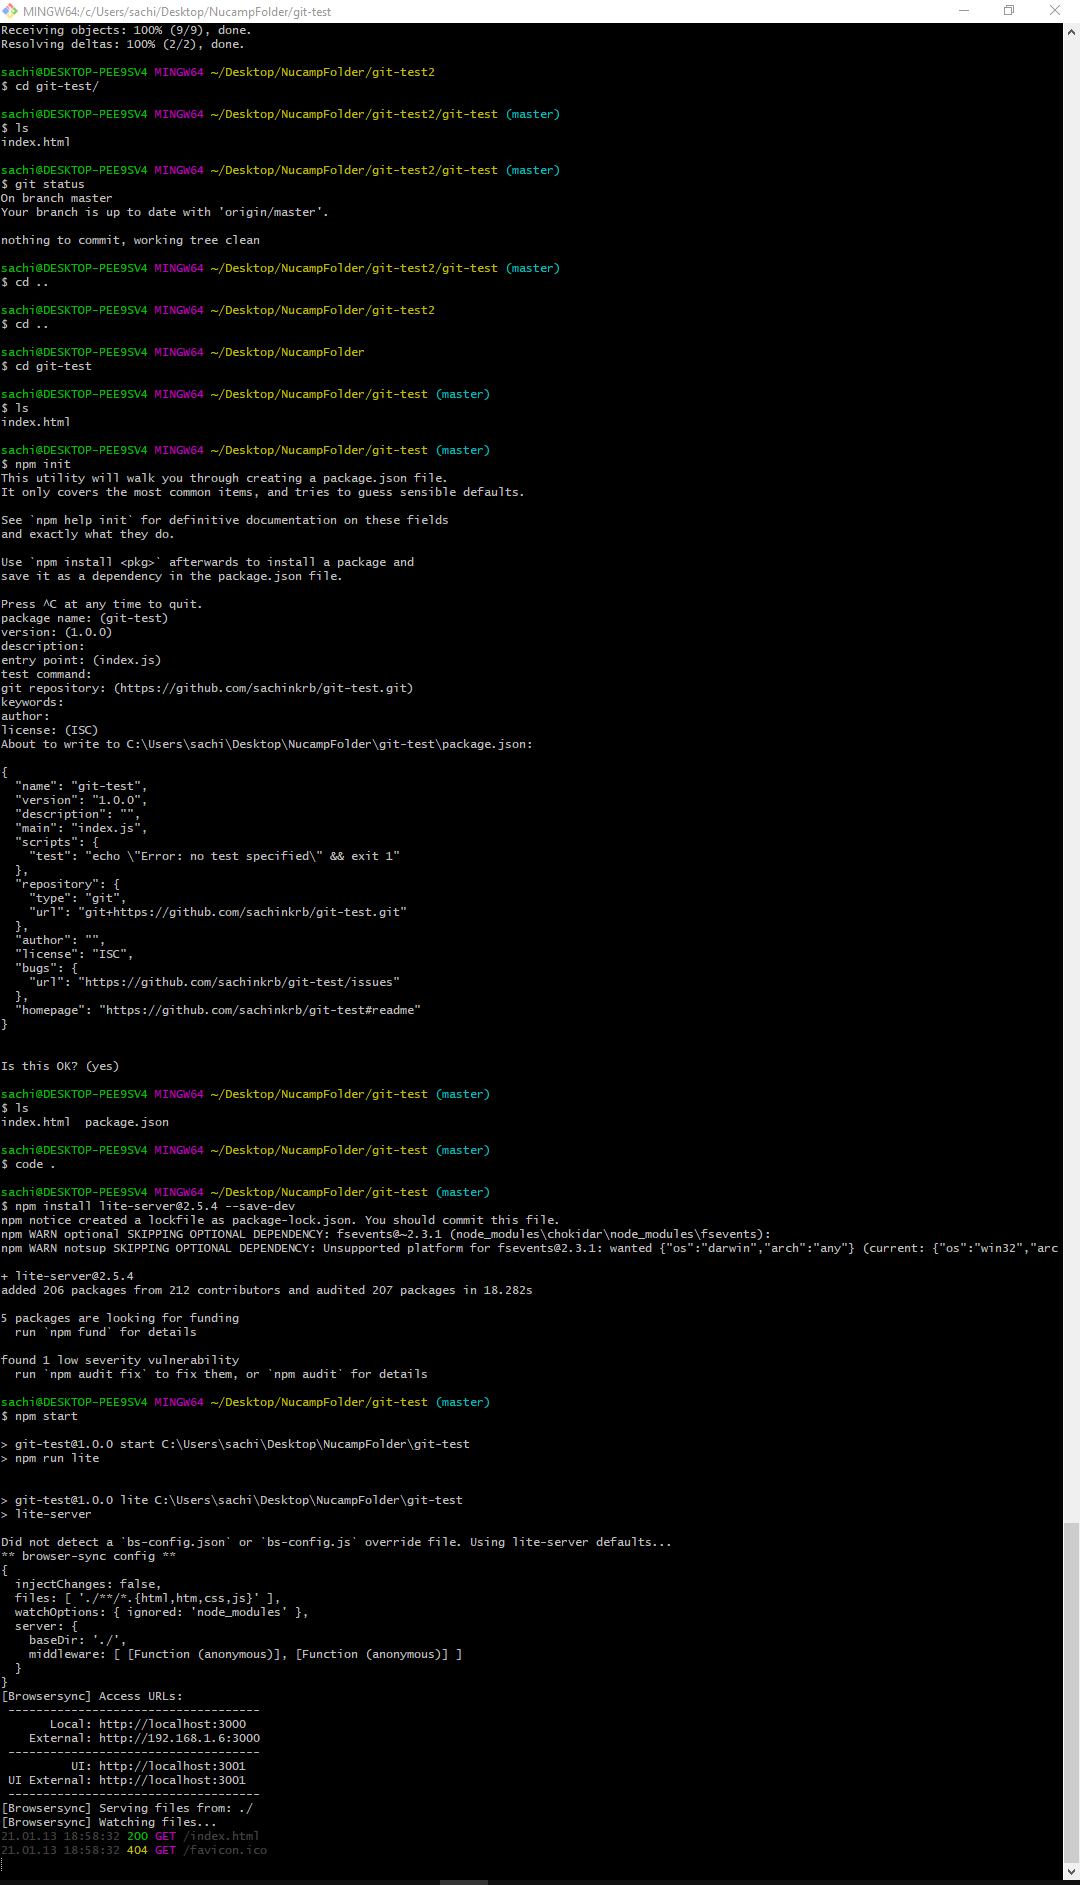 MINGW64:/c/Users/sachi/Desktop/NucampFolder/git-test
Receiving objects: 100% (9/9), done.
Resolving deltas: 100% (2/2), done.
sachi@DESKTOP-PEE9SV4 MINGW64 ~/Desktop/NucampFolder/git-test2
$ cd git-test/
sachi@DESKTOP-PEE9SV4 MINGW64 ~/Desktop/NucampFolder/git-test2/git-test (master)
$ ls
index.html
sachi@DESKTOP-PEE9SV4 MINGW64 ~/Desktop/NucampFolder/git-test2/git-test (master)
$ git status
On branch master
Your branch is up to date with 'origin/master'.
nothing to commit, working tree clean
sachi@DESKTOP-PEE9SV4 MINGW64 ~/Desktop/NucampFolder/git-test2/git-test (master)
$ cd ..
sachi@DESKTOP-PEE9SV4 MINGW64 ~/Desktop/NucampFolder/git-test2
$ cd ..
sachi@DESKTOP-PEE9SV4 MINGW64 ~/Desktop/NucampFolder
$ cd git-test
sachi@DESKTOP-PEE9SV4 MINGW64 ~/Desktop/NucampFolder/git-test (master)
$ ls
index.html
sachi@DESKTOP-PEE9SV4 MINGW64 ~/Desktop/NucampFolder/git-test (master)
$ npm init
This utility will walk you through creating a package.json file.
It only covers the most common items, and tries to guess sensible defaults.
See `npm help init` for definitive documentation on these fields
and exactly what they do.
Use `npm install <pkg>` afterwards to install a package and
save it as a dependency in the package.json file.
Press ^C at any time to quit.
package name: (git-test)
version: (1.0.0)
description:
entry point: (index.js)
test command:
git repository: (https://github.com/sachinkrb/git-test.git)
keywords:
author:
license: (ISC)
About to write to C:\Users\sachi\Desktop\NucampFolder\git-test\package.json:
{
  "name": "git-test",
  "version": "1.0.0",
  "description": "",
  "main": "index.js",
  "scripts": {
    "test": "echo \"Error: no test specified\" && exit 1"
  },
  "repository": {
    "type": "git",
    "url": "git+https://github.com/sachinkrb/git-test.git"
  },
  "author": "",
  "license": "ISC",
  "bugs": {
    "url": "https://github.com/sachinkrb/git-test/issues"
  },
  "homepage": "https://github.com/sachinkrb/git-test#readme"
}
Is this OK? (yes)
sachi@DESKTOP-PEE9SV4 MINGW64 ~/Desktop/NucampFolder/git-test (master)
$ ls
index.html  package.json
sachi@DESKTOP-PEE9SV4 MINGW64 ~/Desktop/NucampFolder/git-test (master)
$ code .
sachi@DESKTOP-PEE9SV4 MINGW64 ~/Desktop/NucampFolder/git-test (master)
$ npm install lite-server@2.5.4 --save-dev
npm notice created a lockfile as package-lock.json. You should commit this file.
npm WARN optional SKIPPING OPTIONAL DEPENDENCY: fsevents@~2.3.1 (node_modules\chokidar\node_modules\fsevents):
npm WARN notsup SKIPPING OPTIONAL DEPENDENCY: Unsupported platform for fsevents@2.3.1: wanted {"os":"darwin","arch":"any"} (current: {"os":"win32","arc
+ lite-server@2.5.4
added 206 packages from 212 contributors and audited 207 packages in 18.282s
5 packages are looking for funding
  run `npm fund` for details
found 1 low severity vulnerability
  run `npm audit fix` to fix them, or `npm audit` for details
sachi@DESKTOP-PEE9SV4 MINGW64 ~/Desktop/NucampFolder/git-test (master)
$ npm start
> git-test@1.0.0 start C:\Users\sachi\Desktop\NucampFolder\git-test
> npm run lite
> git-test@1.0.0 lite C:\Users\sachi\Desktop\NucampFolder\git-test
> lite-server
Did not detect a `bs-config.json` or `bs-config.js` override file. Using lite-server defaults...
** browser-sync config **
{
  injectChanges: false,
  files: [ './**/*.{html,htm,css,js}' ],
  watchOptions: { ignored: 'node_modules' },
  server: {
    baseDir: './',
    middleware: [ [Function (anonymous)], [Function (anonymous)] ]
  }
}
[Browsersync] Access URLs:
 ------------------------------------
       Local: http://localhost:3000
    External: http://192.168.1.6:3000
 ------------------------------------
          UI: http://localhost:3001
 UI External: http://localhost:3001
 ------------------------------------
[Browsersync] Serving files from: ./
[Browsersync] Watching files...
21.01.13 18:58:32 200 GET /index.html
21.01.13 18:58:32 404 GET /favicon.ico